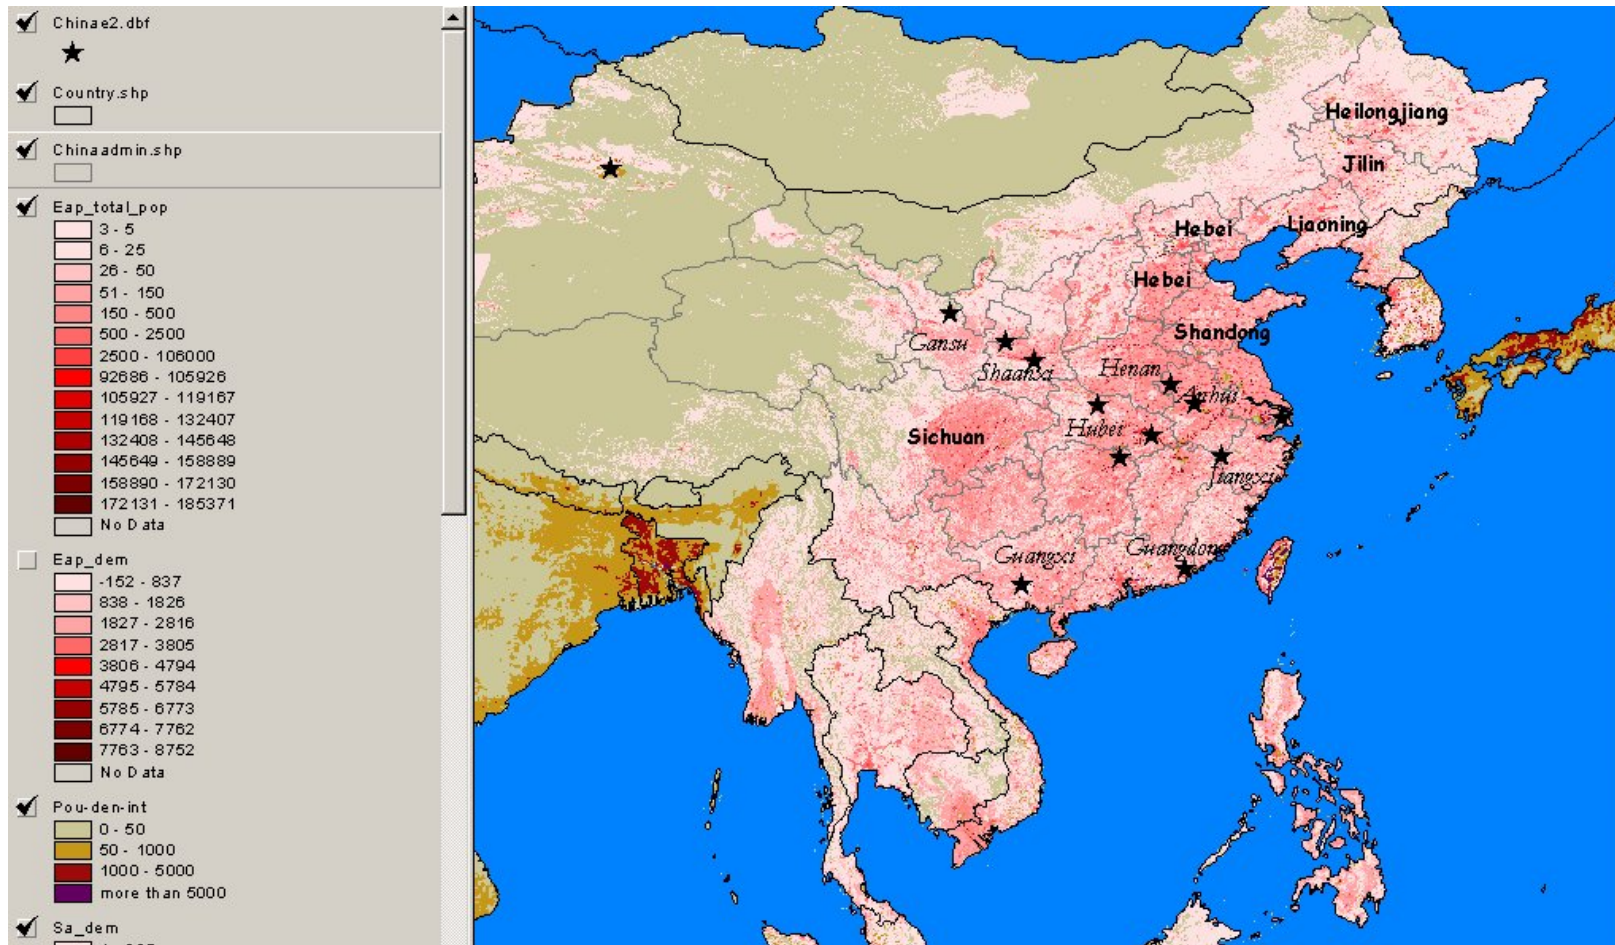 Chinae2.dbf
Country.shp
Chinaadmin.shp
Eap_total_pop
3 - 5
6 - 25
26 - 50
51 - 150
150 - 500
500 - 2500
2500 - 106000
92686 - 105926
105927 - 119167
119168 - 132407
132408 - 145648
145649 - 158889
158890 - 172130
172131 - 185371
No Data
Eap_dem
-152 - 837
838 - 1826
1827 - 2816
2817 - 3805
3806 - 4794
4795 - 5784
5785 - 6773
6774 - 7762
7763 - 8752
No Data
Pou-den-int
0 - 50
50 - 1000
1000 - 5000
more than 5000
Sa_dem
Heilongjiang
Jilin
Hebei
Liaoning
Hebei
Shandong
Gansu
Shaanxi
Henan
Anhui
Hubei
Sichuan
Jiangxi
Guangxi
Guangdong